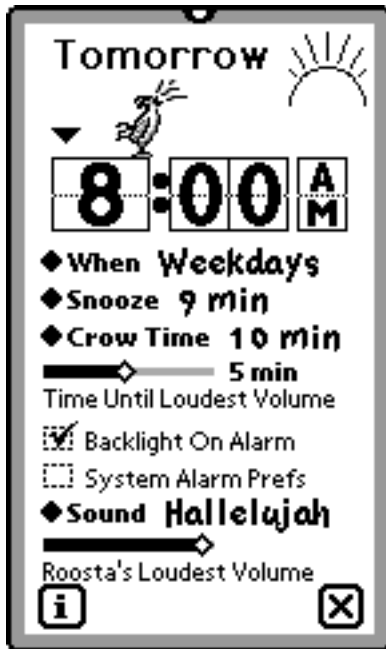 Tomorrow
8:00 AM
When Weekdays
Snooze 9 min
Crow Time 10 min
5 min
Time Until Loudest Volume
Backlight On Alarm
System Alarm Prefs
Sound Hallelujah
Roosta's Loudest Volume
i